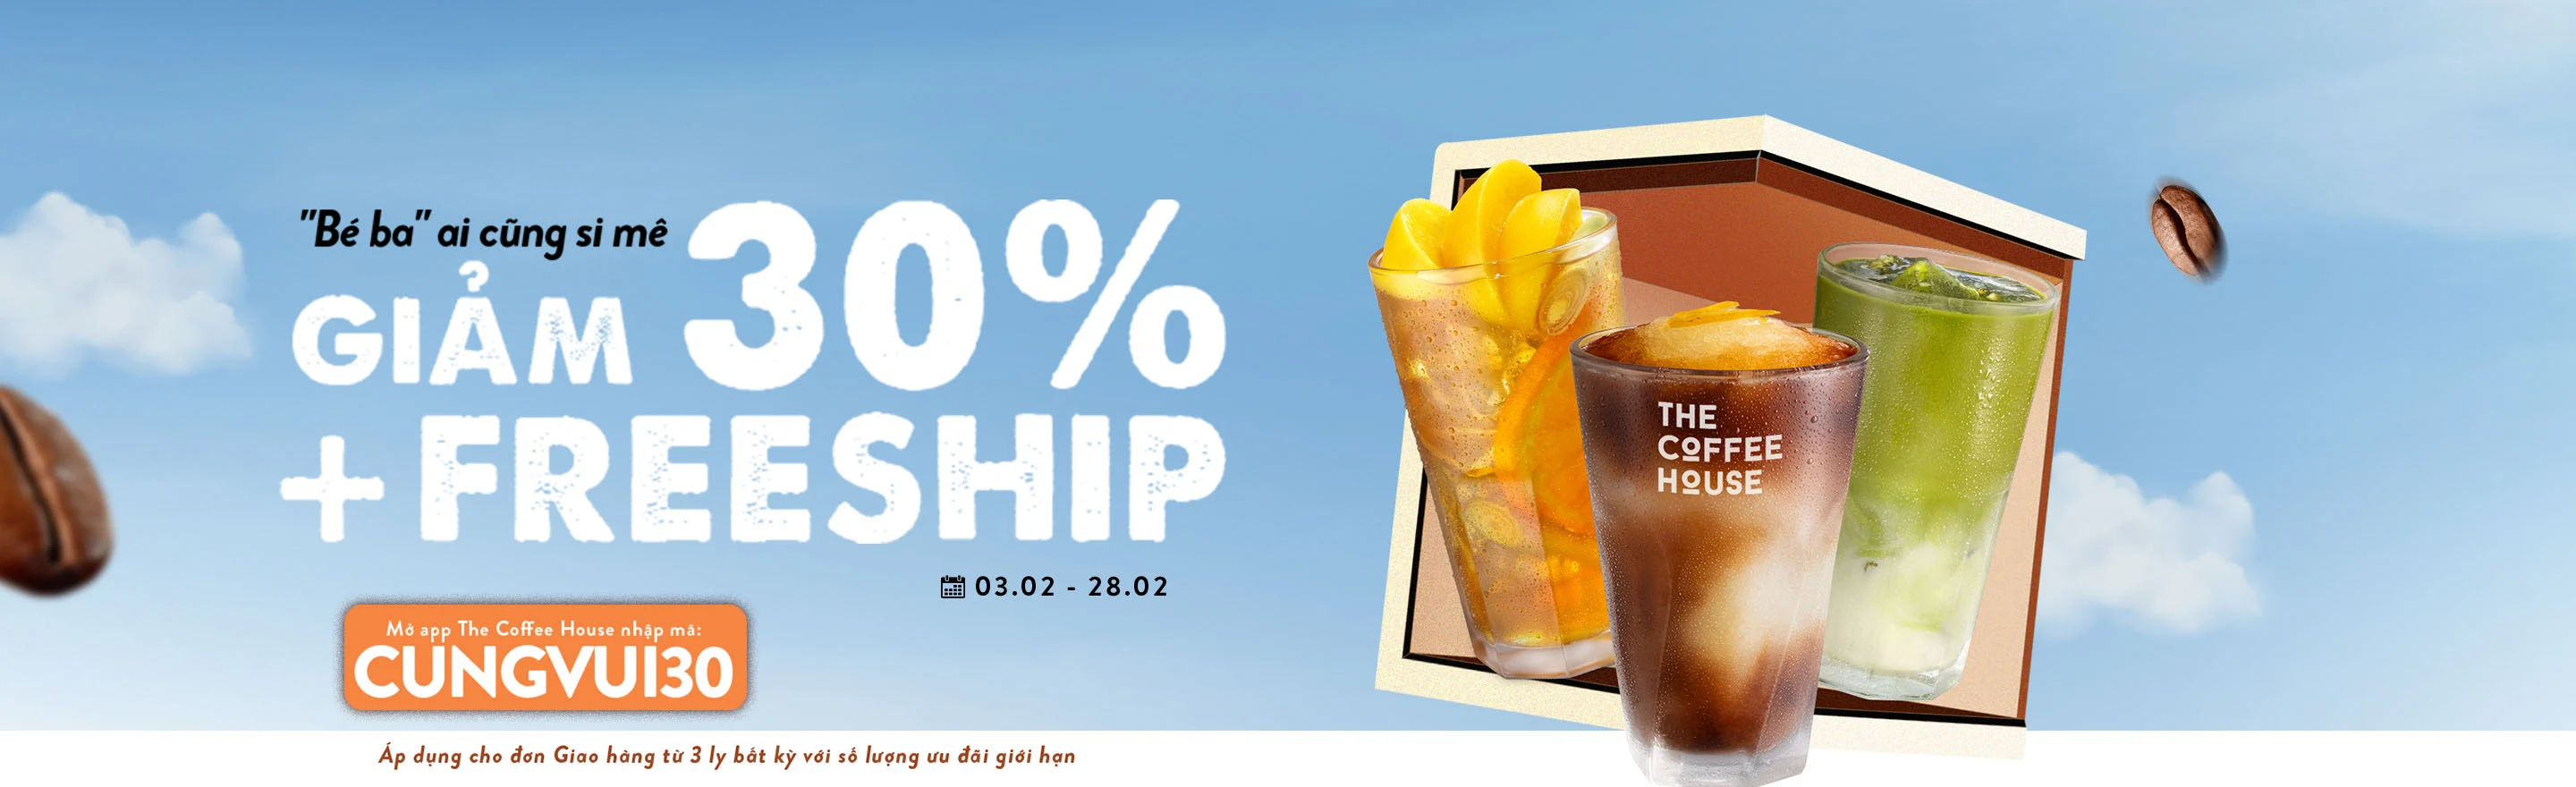 "Bé ba" ai cũng si mê
GIẢM 30%
+ FREESHIP
03.02 - 28.02
Mở app The Coffee House nhập mã:
CUNGVUI30
Áp dụng cho đơn Giao hàng từ 3 ly bất kỳ với số lượng ưu đãi giới hạn
THE
COFFEE
HOUSE